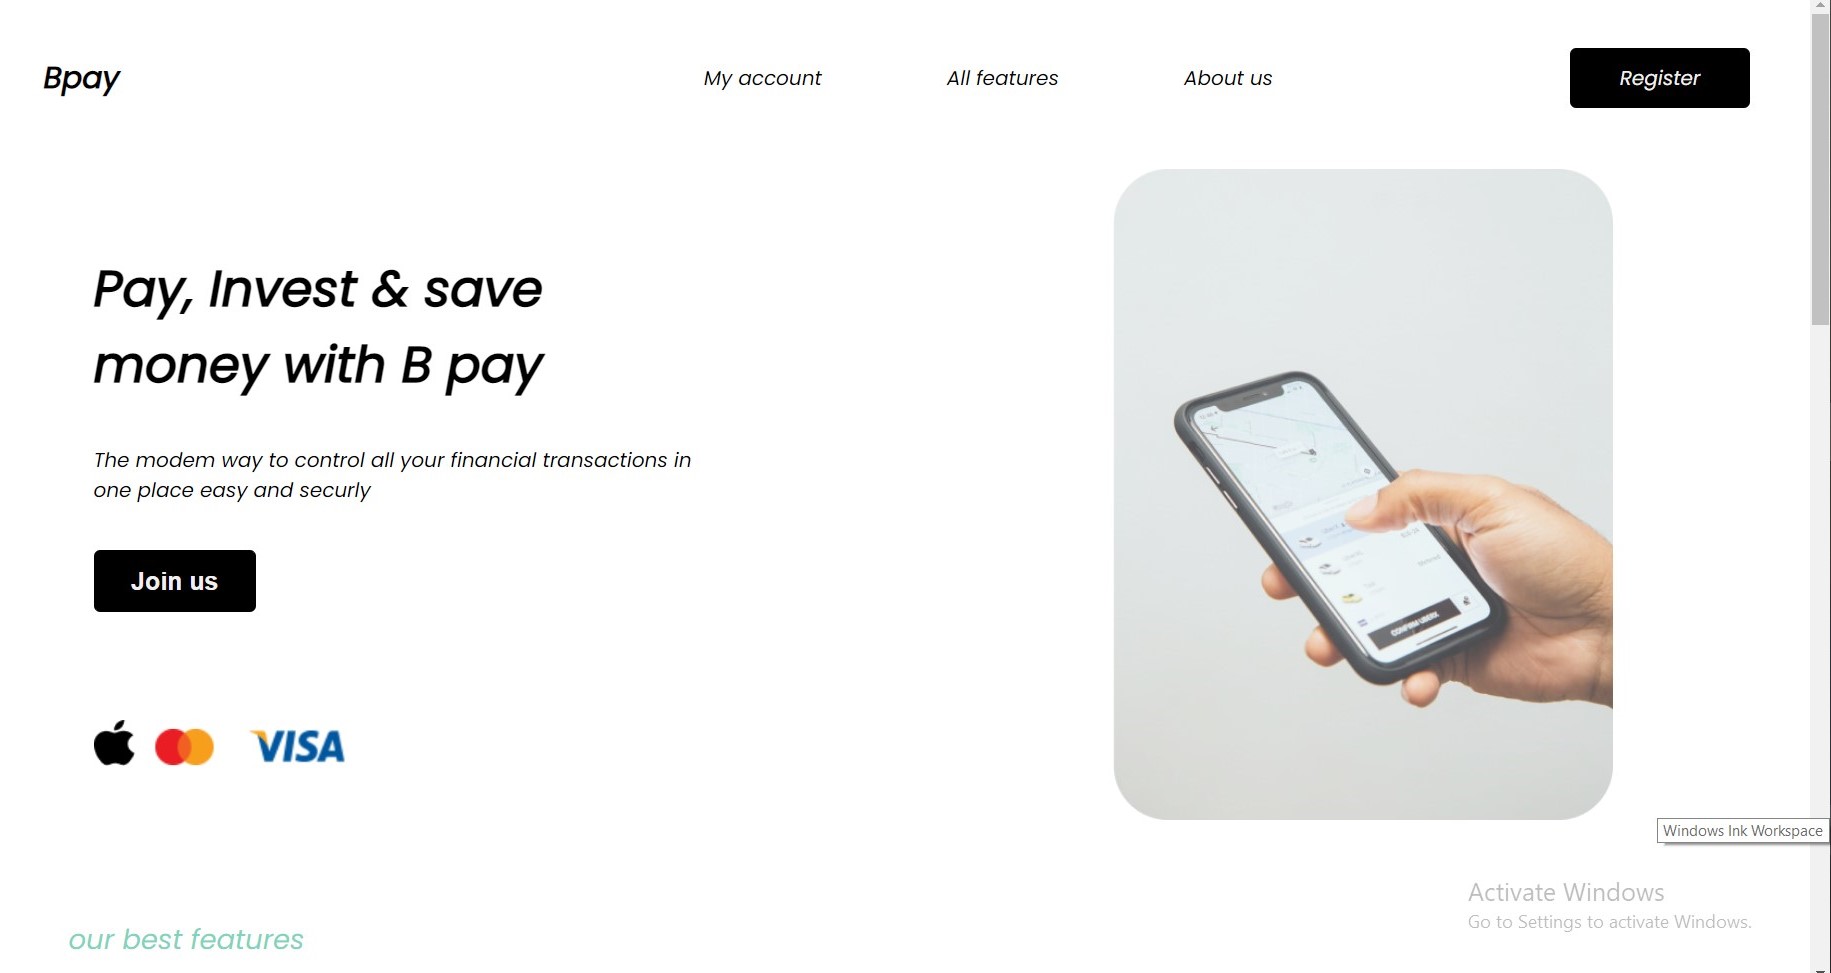 Bpay
My account
All features
About us
Register
Pay, Invest & save
money with B pay
The modem way to control all your financial transactions in
one place easy and securly
Join us
VISA
CONFIRM UBERX
Windows Ink Workspace
Activate Windows
Go to Settings to activate Windows.
our best features